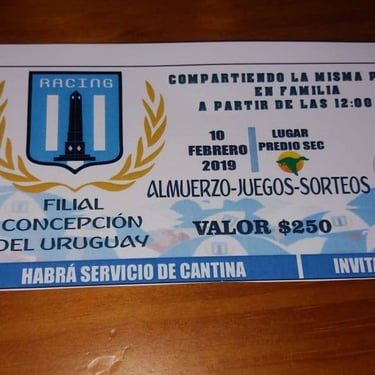 RACING
COMPARTIENDO LA MISMA
EN FAMILIA
A PARTIR DE LAS 12:00
10
FEBRERO
2019
LUGAR
PREDIO SEC
ALMUERZO-JUEGOS-SORTEOS
FILIAL
CONCEPCIÓN
DEL URUGUAY
VALOR $250
HABRÁ SERVICIO DE CANTINA